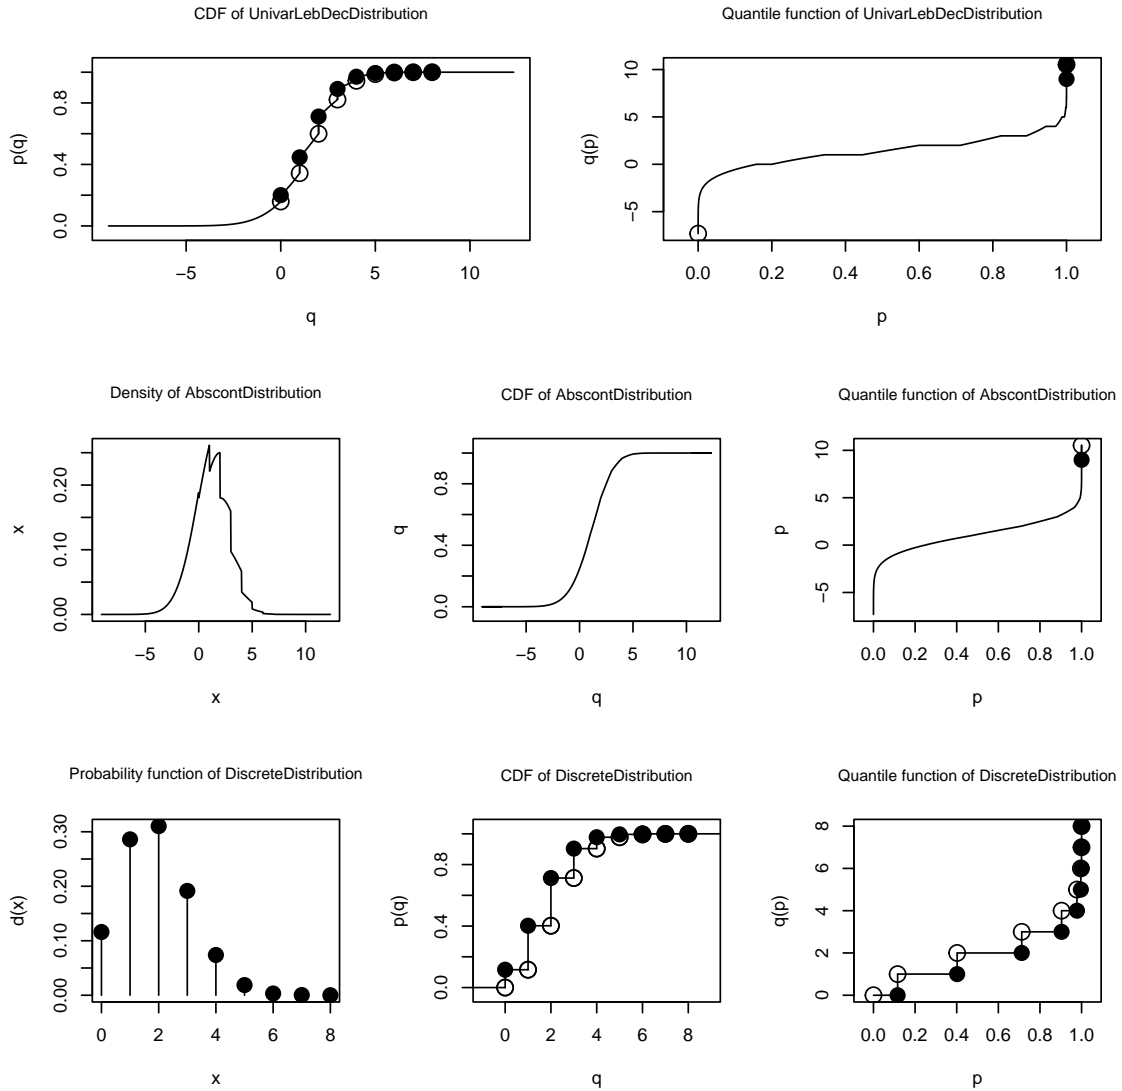 CDF of UnivarLebDecDistribution
p(q)
0.0 0.4 0.8
−5 0 5 10
q
Quantile function of UnivarLebDecDistribution
q(p)
−5 0 5 10
0.0 0.2 0.4 0.6 0.8 1.0
p
Density of AbscontDistribution
x
0.00 0.10 0.20
−5 0 5 10
x
CDF of AbscontDistribution
q
0.0 0.4 0.8
−5 0 5 10
q
Quantile function of AbscontDistribution
p
−5 0 5 10
0.0 0.2 0.4 0.6 0.8 1.0
p
Probability function of DiscreteDistribution
d(x)
0.00 0.10 0.20 0.30
0 2 4 6 8
x
CDF of DiscreteDistribution
p(q)
0.0 0.4 0.8
0 2 4 6 8
q
Quantile function of DiscreteDistribution
q(p)
0 2 4 6 8
0.0 0.2 0.4 0.6 0.8 1.0
p